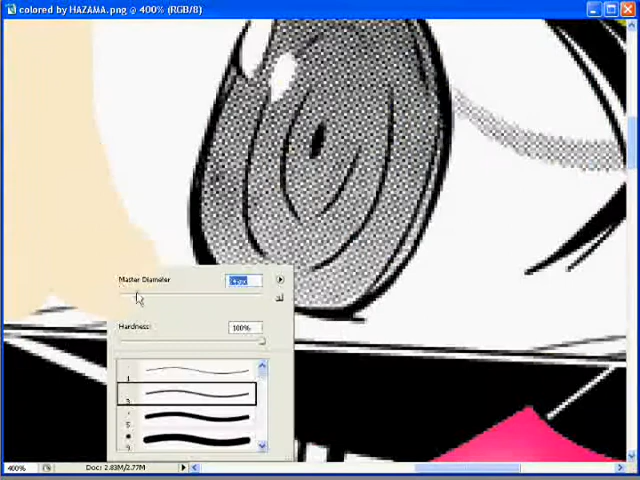 colored by HAZAMA.png @ 400% (RGB/8)
Master Diameter
Hardness:
100%
1
3
5
9
400%
Doc: 2.83M/2.77M